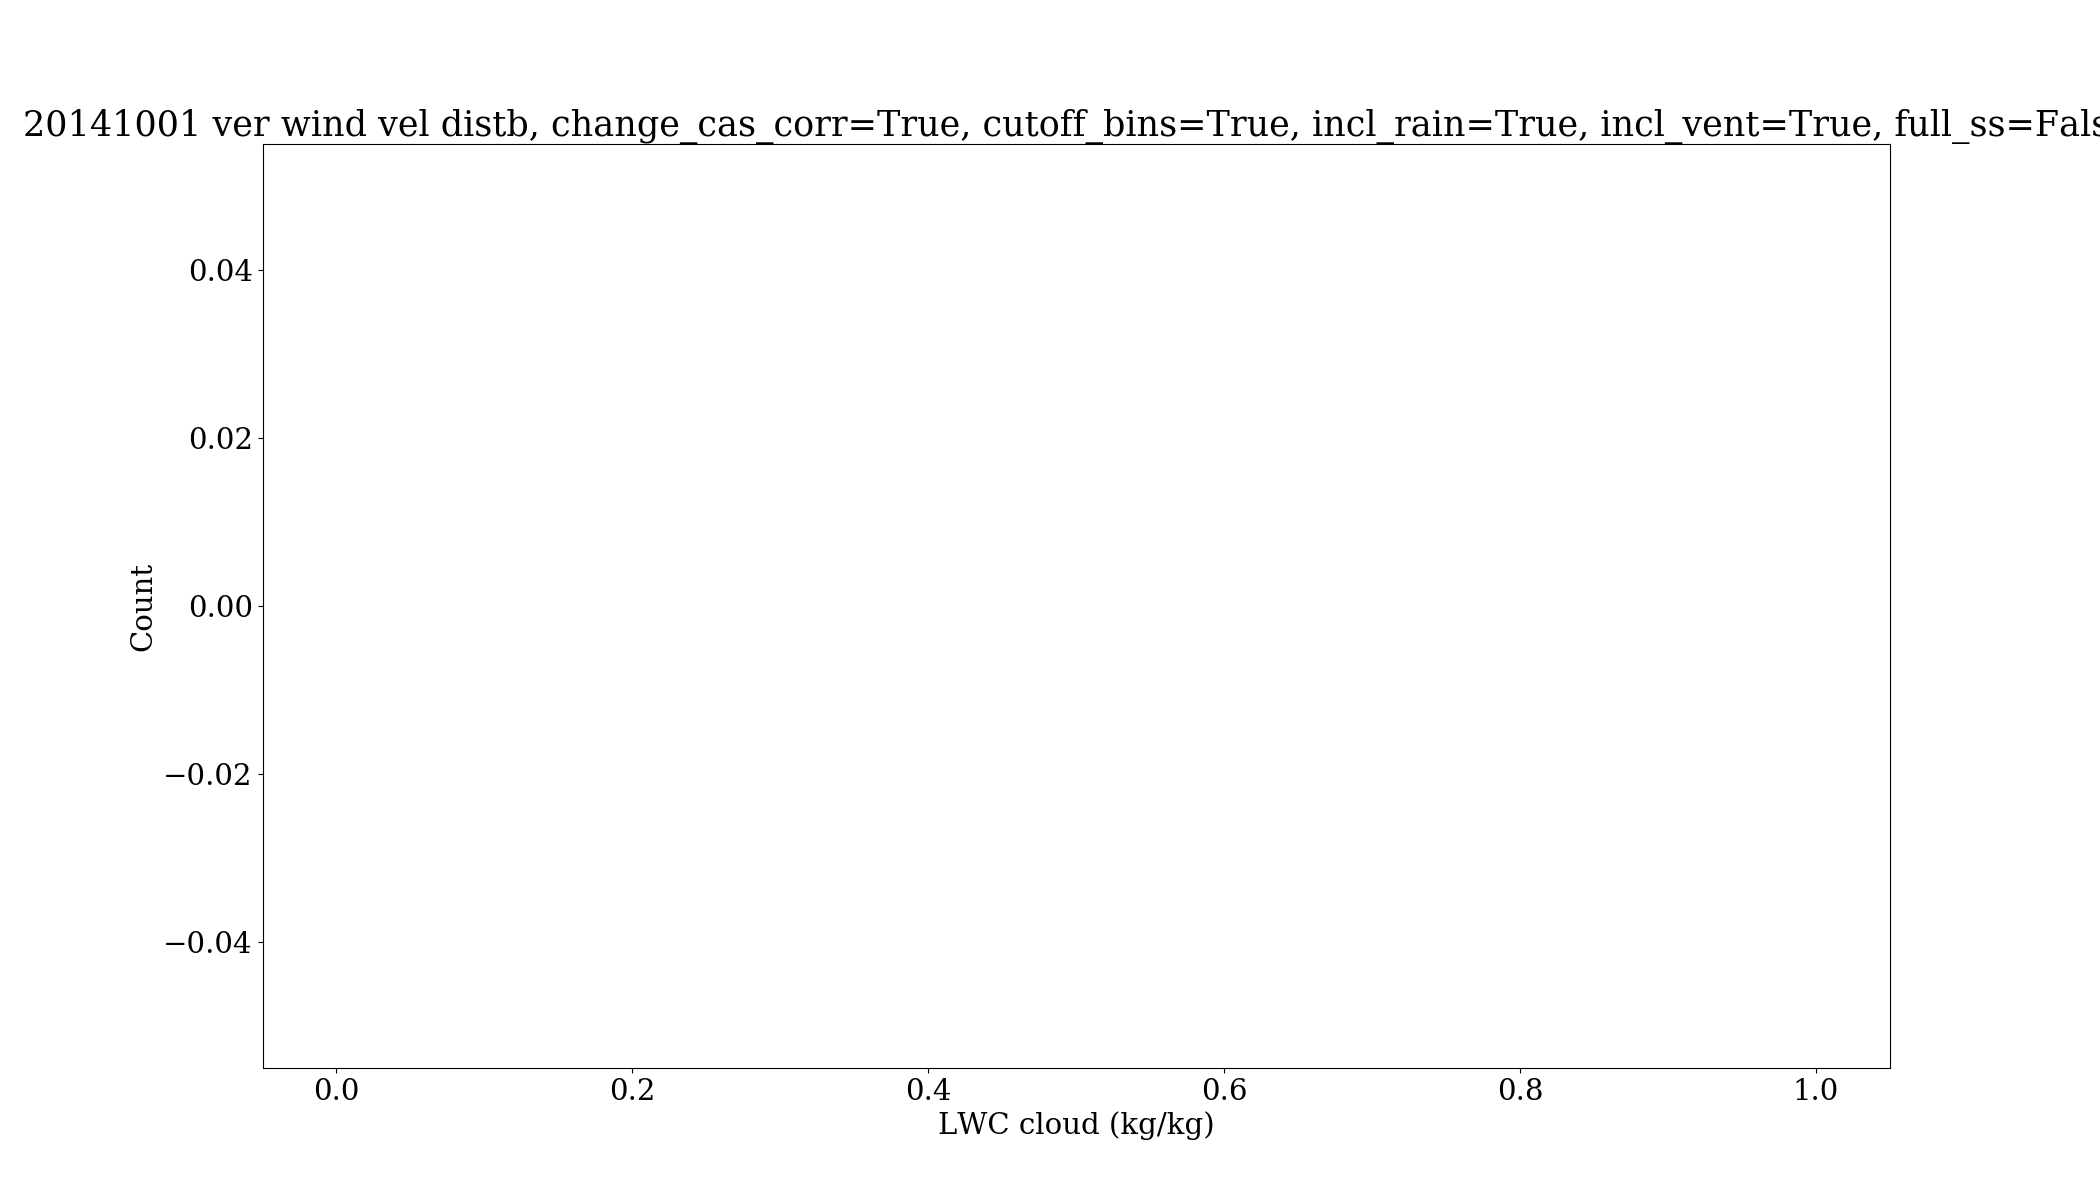 20141001 ver wind vel distb, change_cas_corr=True, cutoff_bins=True, incl_rain=True, incl_vent=True, full_ss=Fals
0.04
0.02
0.00
−0.02
−0.04
Count
0.0 0.2 0.4 0.6 0.8 1.0
LWC cloud (kg/kg)